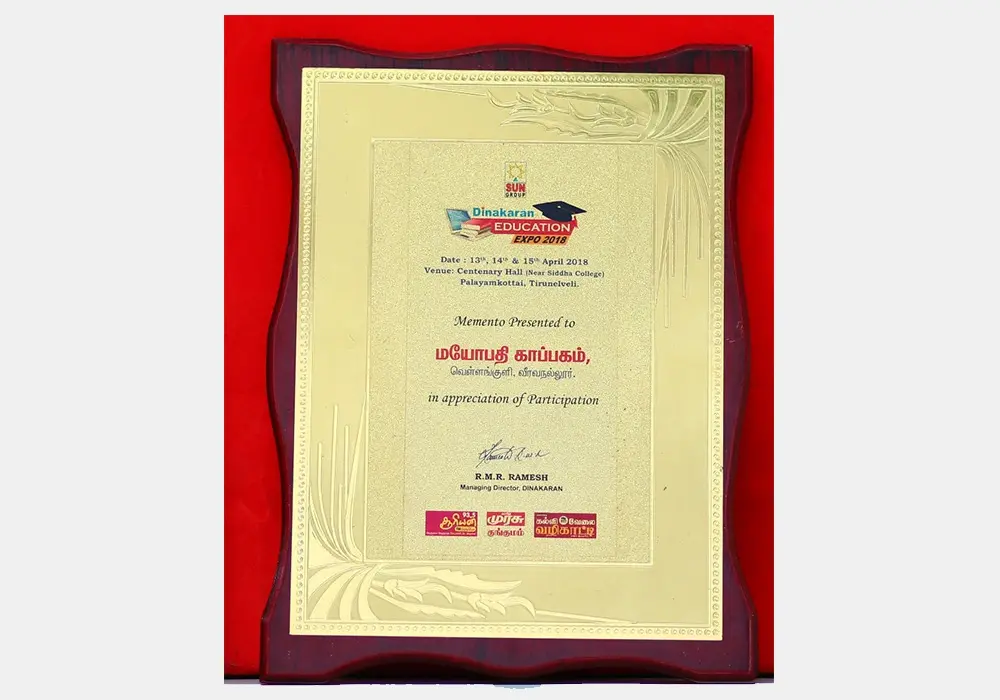 SUN
GROUP
Dinakaran
EDUCATION
EXPO 2018
Date : 13th, 14th & 15th April 2018
Venue: Centenary Hall (Near Siddha College)
Palayamkottai, Tirunelveli.
Memento Presented to
மயோபதி காப்பகம்,
வெள்ளங்குளி, வீரவநல்லூர்.
in appreciation of Participation
R.M.R. RAMESH
Managing Director, DINAKARAN
93.5
சூரியன்
முரசு
குங்குமம்
கல்வி வேலை
வழிகாட்டி